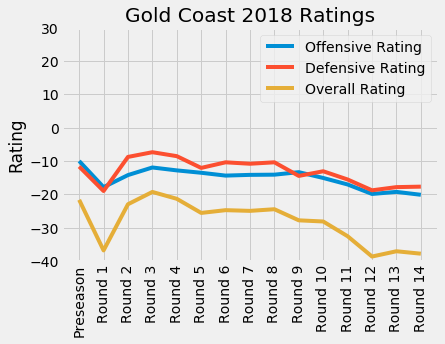 Gold Coast 2018 Ratings
Offensive Rating
Defensive Rating
Overall Rating
Rating
30
20
10
0
−10
−20
−30
−40
Preseason
Round 1
Round 2
Round 3
Round 4
Round 5
Round 6
Round 7
Round 8
Round 9
Round 10
Round 11
Round 12
Round 13
Round 14